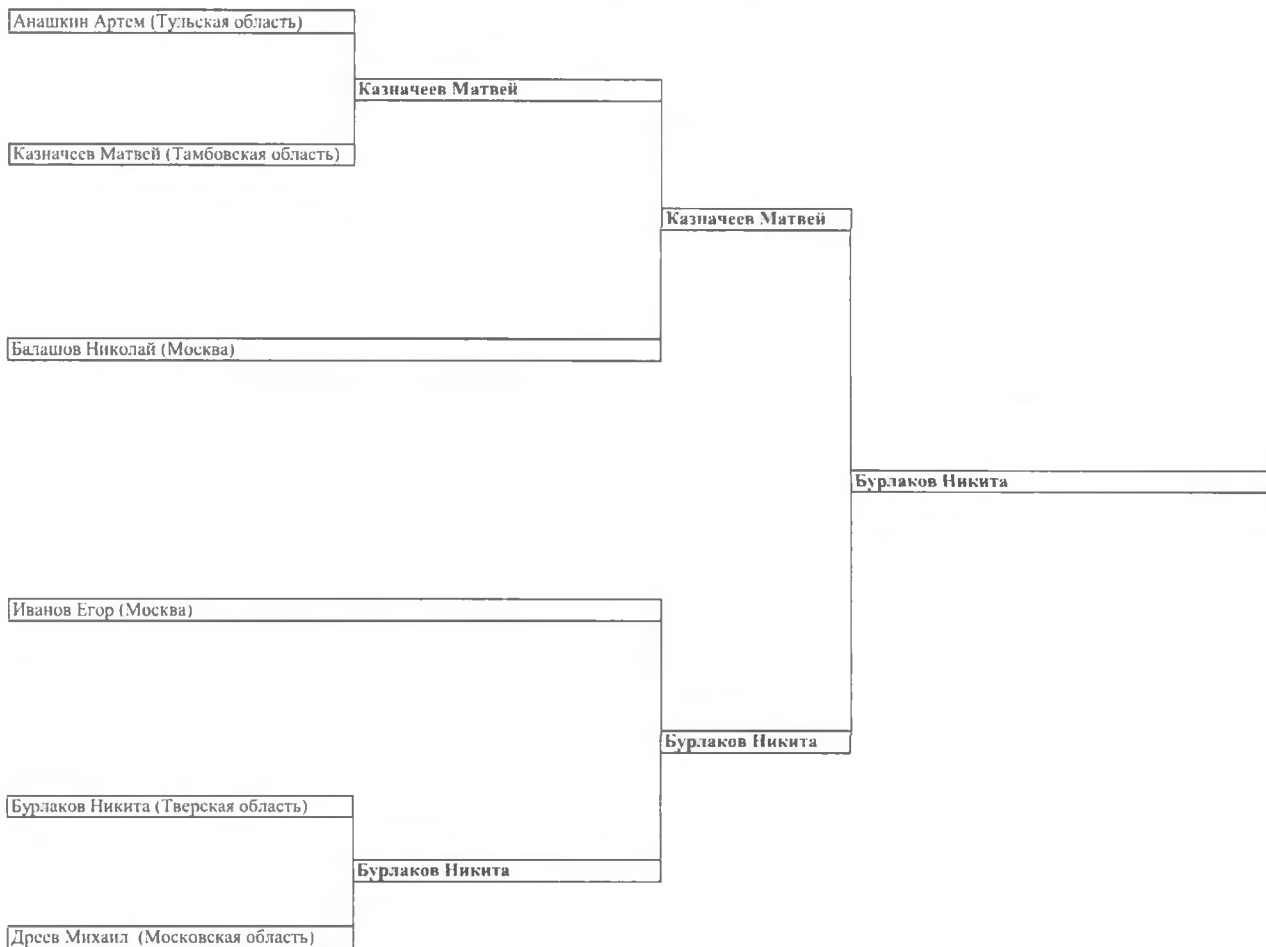 Анашкин Артем (Тульская область)
Казначеев Матвей
Казначеев Матвей (Тамбовская область)
Казначеев Матвей
Балашов Николай (Москва)
Бурлаков Никита
Иванов Егор (Москва)
Бурлаков Никита
Бурлаков Никита (Тверская область)
Бурлаков Никита
Дреев Михаил (Московская область)